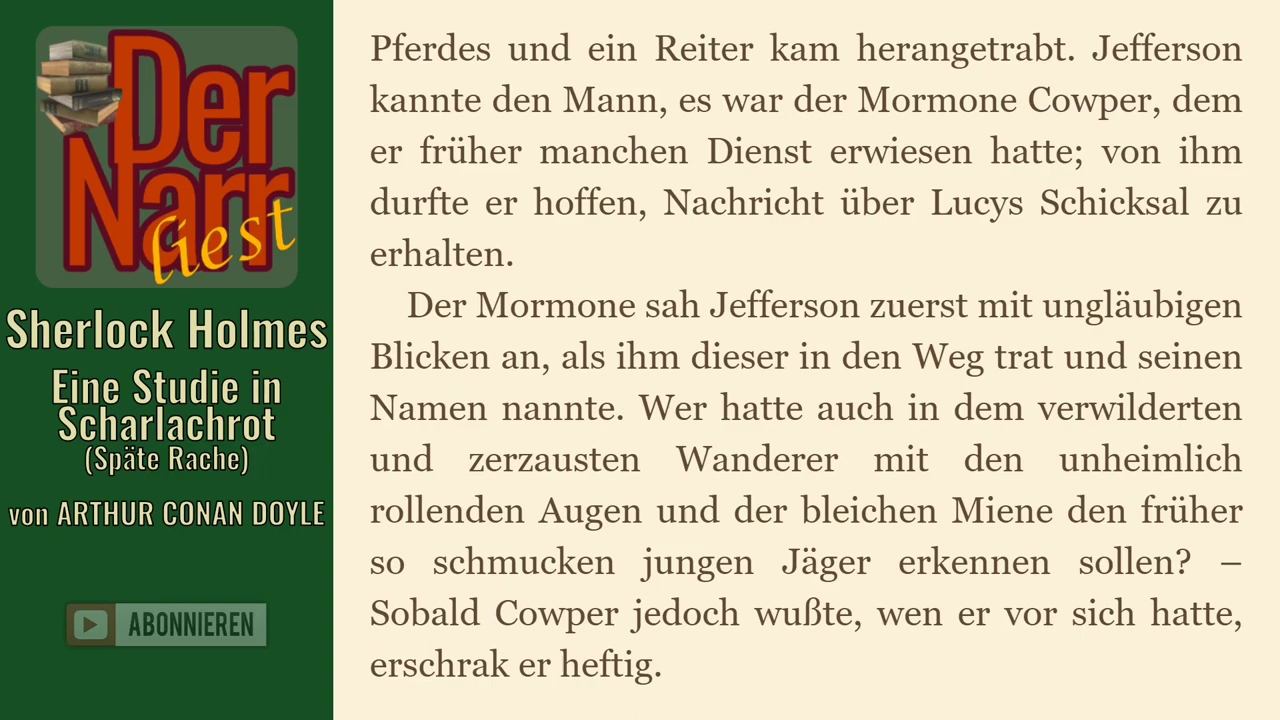 Der
Narr
liest
Sherlock Holmes
Eine Studie in
Scharlachrot
(Späte Rache)
von ARTHUR CONAN DOYLE
ABONNIEREN
Pferdes und ein Reiter kam herangetrabt. Jefferson
kannte den Mann, es war der Mormone Cowper, dem
er früher manchen Dienst erwiesen hatte; von ihm
durfte er hoffen, Nachricht über Lucys Schicksal zu
erhalten.
Der Mormone sah Jefferson zuerst mit ungläubigen
Blicken an, als ihm dieser in den Weg trat und seinen
Namen nannte. Wer hatte auch in dem verwilderten
und zerzausten Wanderer mit den unheimlich
rollenden Augen und der bleichen Miene den früher
so schmucken jungen Jäger erkennen sollen? –
Sobald Cowper jedoch wußte, wen er vor sich hatte,
erschrak er heftig.